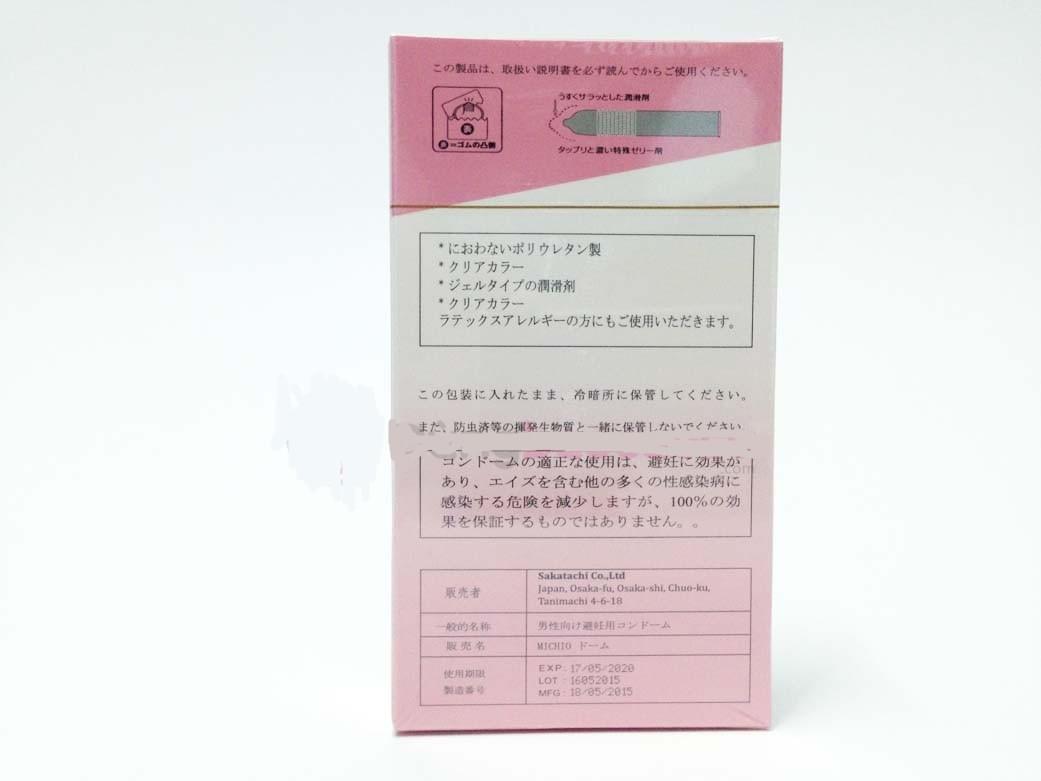 この製品は、取扱い説明書を必ず読んでからご使用ください。
うすくサラッとした潤滑剤
表
表=ゴムの凸側
タップリと濃い特殊ゼリー剤
* におわないポリウレタン製
* クリアカラー
* ジェルタイプの潤滑剤
* クリアカラー
ラテックスアレルギーの方にもご使用いただきます。
この包装に入れたまま、冷暗所に保管してください。
また、防虫済等の揮発生物質と一緒に保管しないでください
コンドームの適正な使用は、避妊に効果が
あり、エイズを含む他の多くの性感染病に
感染する危険を減少しますが、100%の効
果を保証するものではありません。。
.com
販売者
Sakatachi Co.,Ltd
Japan, Osaka-fu, Osaka-shi, Chuo-ku,
Tanimachi 4-6-18
一般的名称
男性向け避妊用コンドーム
販売名
MICHIO ドーム
使用期限
製造番号
EXP: 17/05/2020
LOT : 16052015
MFG: 18/05/2015